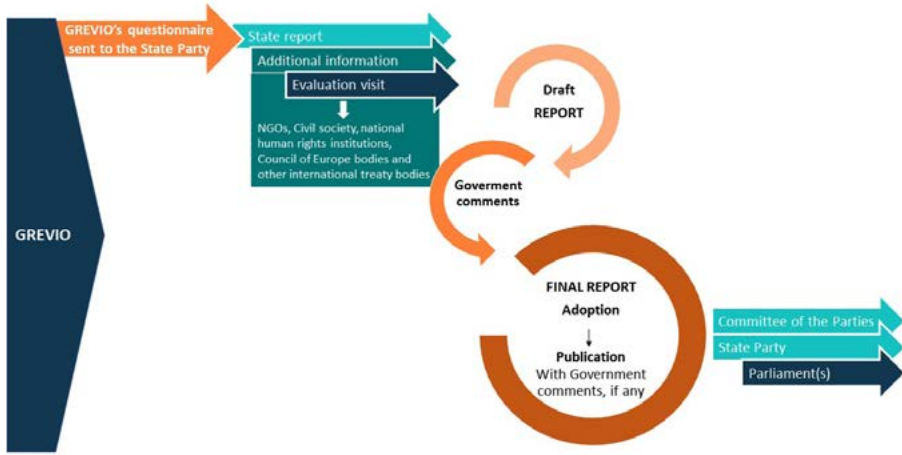 GREVIO
GREVIO's questionnaire
sent to the State Party
State report
Additional information
Evaluation visit
NGOs, Civil society, national
human rights institutions,
Council of Europe bodies and
other international treaty bodies
Draft
REPORT
Goverment
comments
FINAL REPORT
Adoption
Publication
With Government
comments, if any
Committee of the Parties
State Party
Parliament(s)